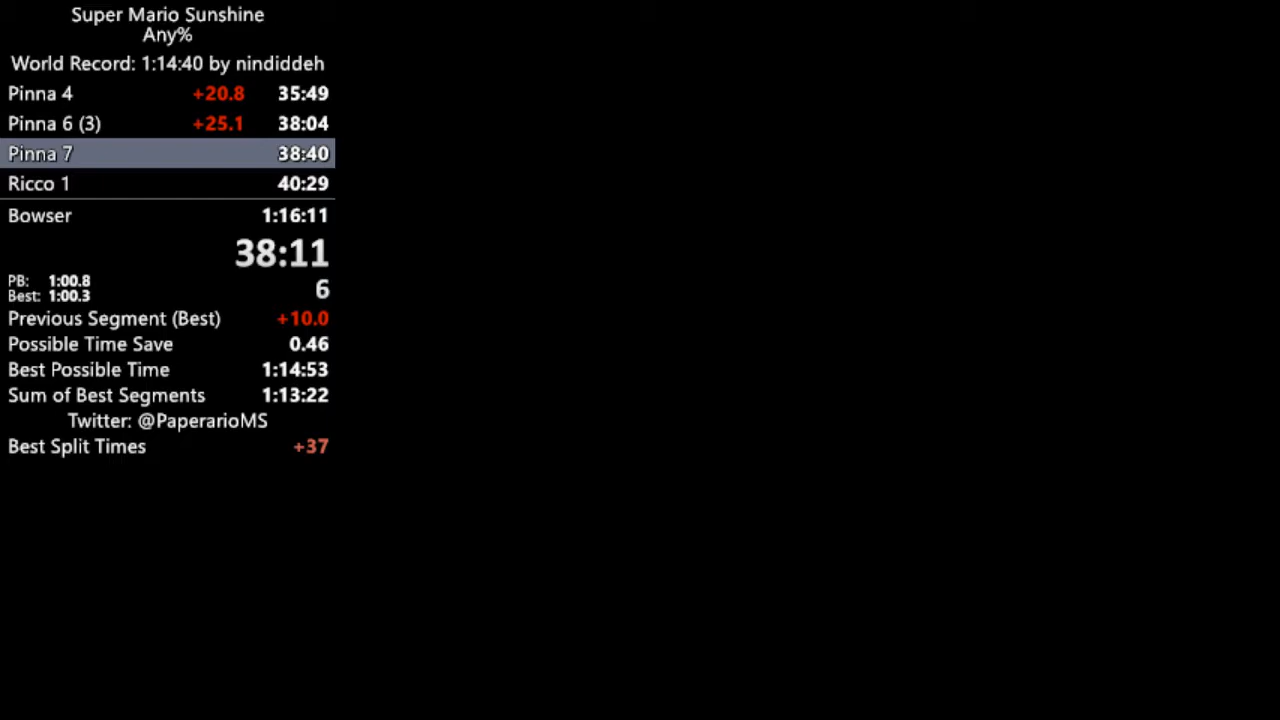 Super Mario Sunshine
Any%
World Record: 1:14:40 by nindiddeh
Pinna 4 +20.8 35:49
Pinna 6 (3) +25.1 38:04
Pinna 7 38:40
Ricco 1 40:29
Bowser 1:16:11
38:11
PB: 1:00.8
Best: 1:00.3
6
Previous Segment (Best) +10.0
Possible Time Save 0.46
Best Possible Time 1:14:53
Sum of Best Segments 1:13:22
Twitter: @PaperarioMS
Best Split Times +37